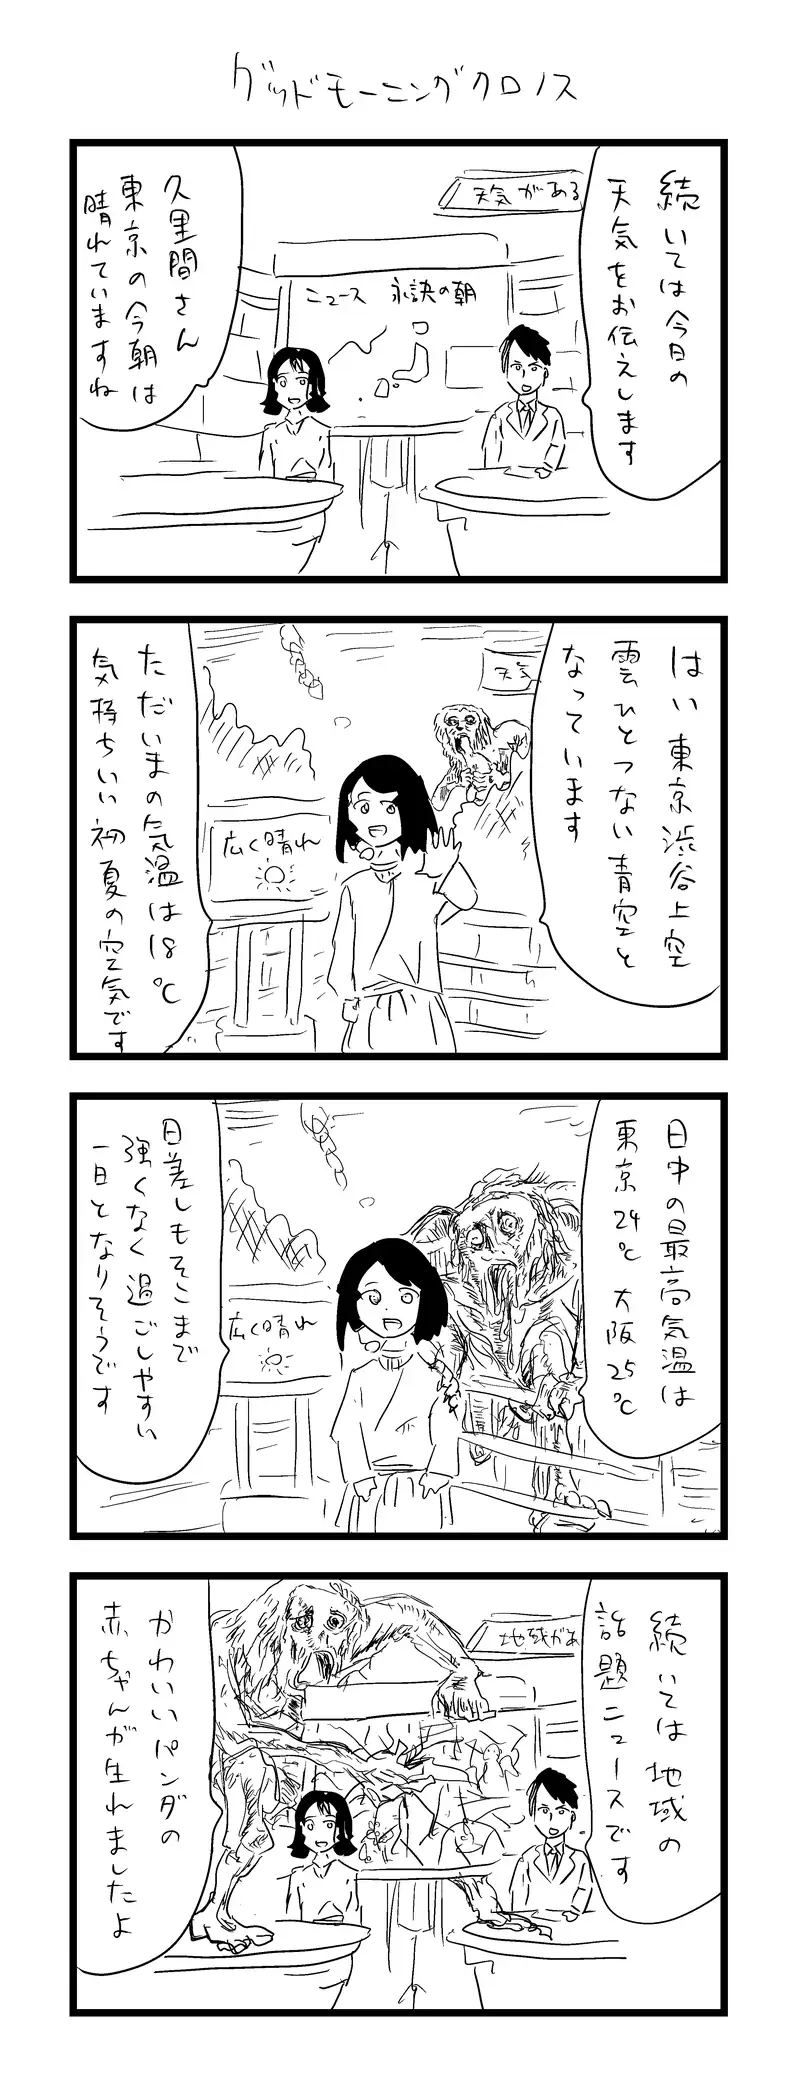 グッドモーニングクロノス
続いては今日の
天気をお伝えします
天気がある
ニュース 永訣の朝
久里間さん
東京の今朝は
晴れていますね
はい東京渋谷上空
雲ひとつない青空と
なっています
天気
広く晴れ
ただいまの気温は18℃
気持ちいい初夏の空気です
日中の最高気温は
東京24℃ 大阪25℃
広く晴れ
日差しもそこまで
強くなく過ごしやすい
一日となりそうです
続いては地域の
話題ニュースです
地域があ
かわいいパンダの
赤ちゃんが生れましたよ